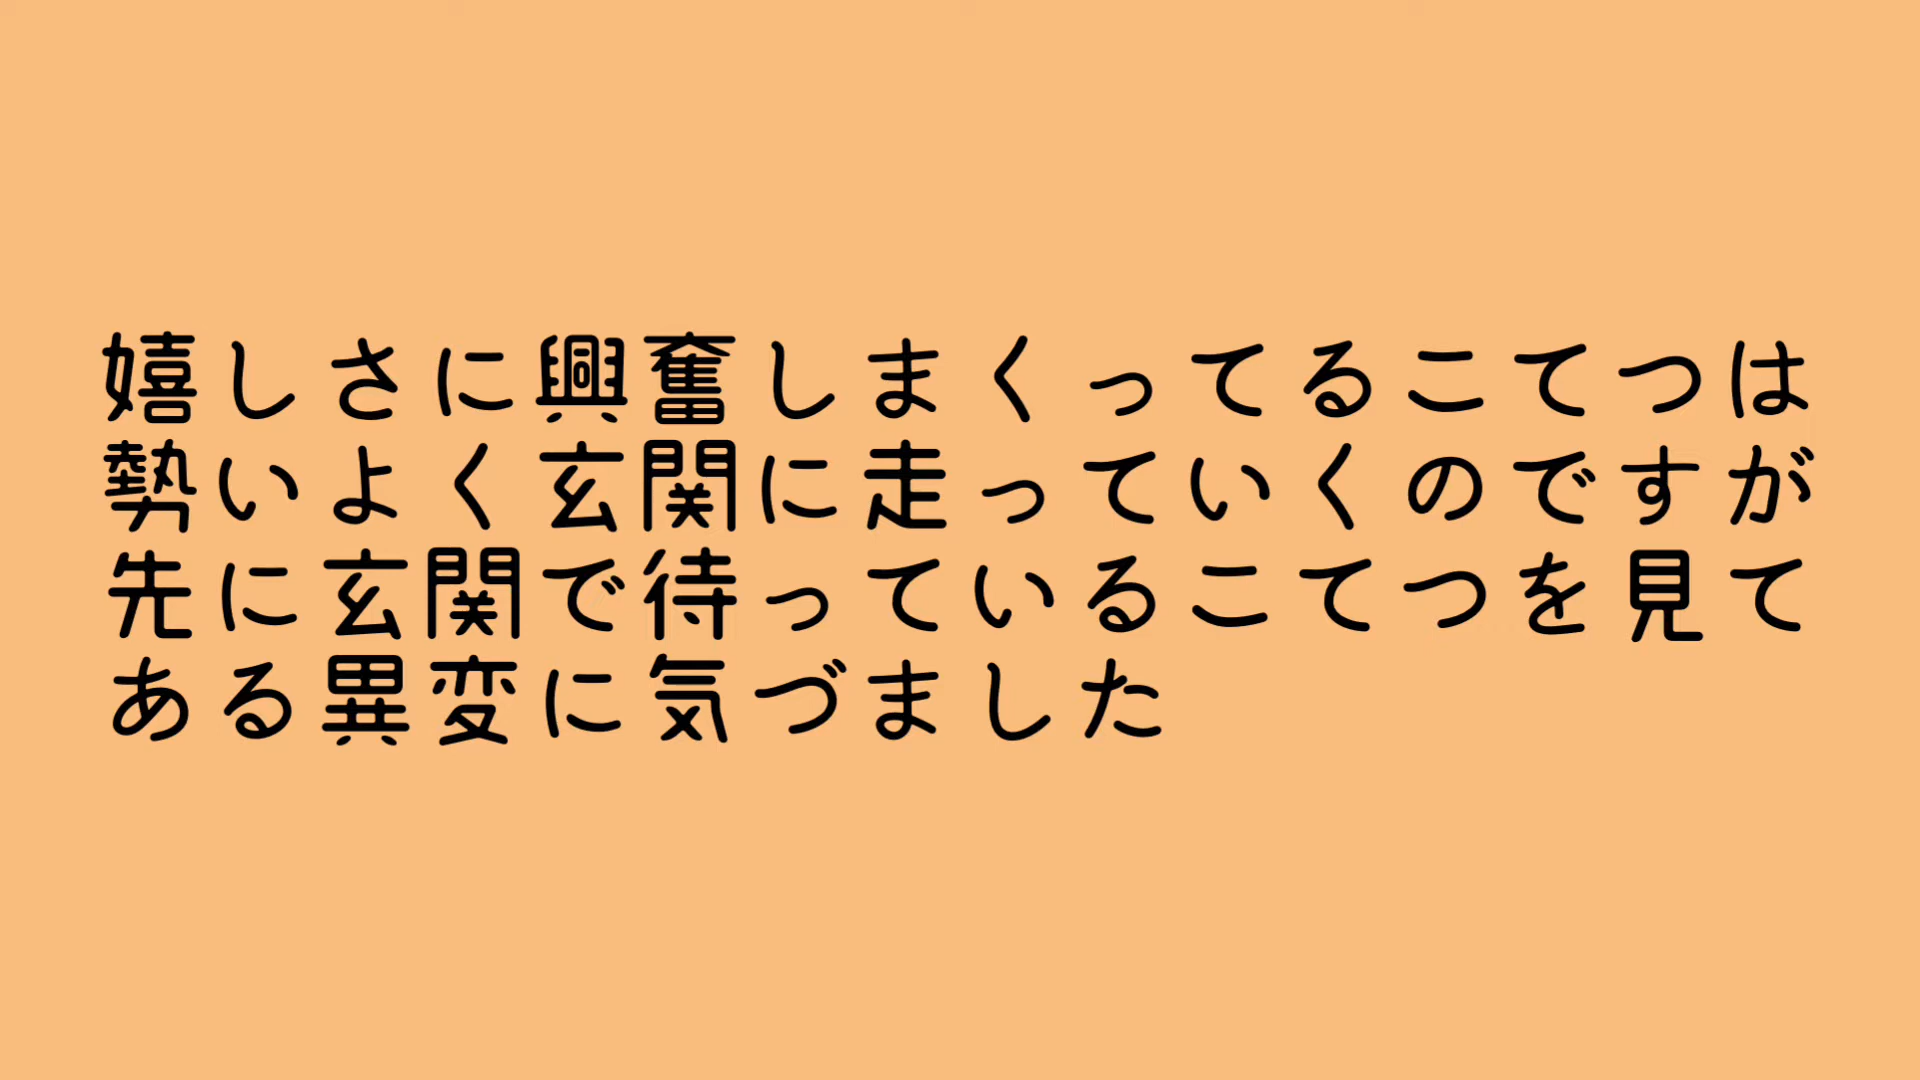 嬉しさに興奮しまくってるこてつは
勢いよく玄関に走っていくのですが
先に玄関で待っているこてつを見て
ある異変に気づました